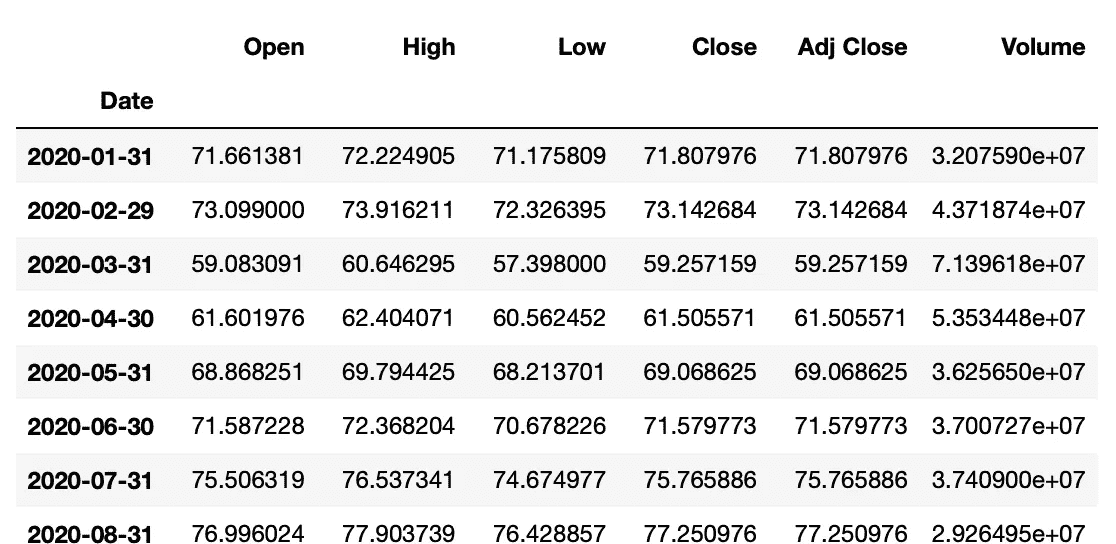 Open High Low Close Adj Close Volume
Date
2020-01-31 71.661381 72.224905 71.175809 71.807976 71.807976 3.207590e+07
2020-02-29 73.099000 73.916211 72.326395 73.142684 73.142684 4.371874e+07
2020-03-31 59.083091 60.646295 57.398000 59.257159 59.257159 7.139618e+07
2020-04-30 61.601976 62.404071 60.562452 61.505571 61.505571 5.353448e+07
2020-05-31 68.868251 69.794425 68.213701 69.068625 69.068625 3.625650e+07
2020-06-30 71.587228 72.368204 70.678226 71.579773 71.579773 3.700727e+07
2020-07-31 75.506319 76.537341 74.674977 75.765886 75.765886 3.740900e+07
2020-08-31 76.996024 77.903739 76.428857 77.250976 77.250976 2.926495e+07